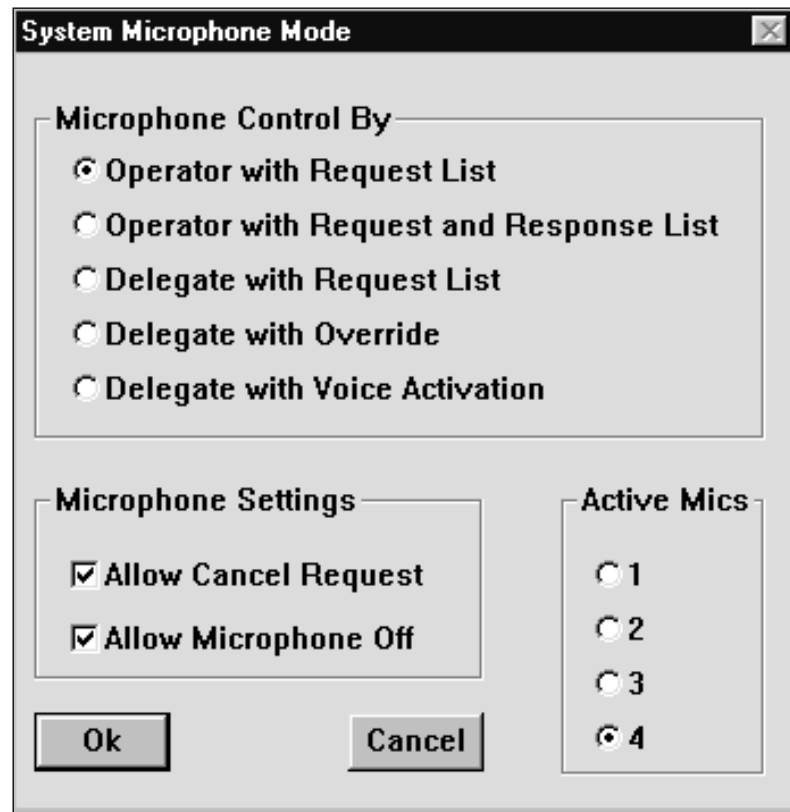 System Microphone Mode
Microphone Control By
Operator with Request List
Operator with Request and Response List
Delegate with Request List
Delegate with Override
Delegate with Voice Activation
Microphone Settings
Allow Cancel Request
Allow Microphone Off
Active Mics
1
2
3
4
Ok
Cancel